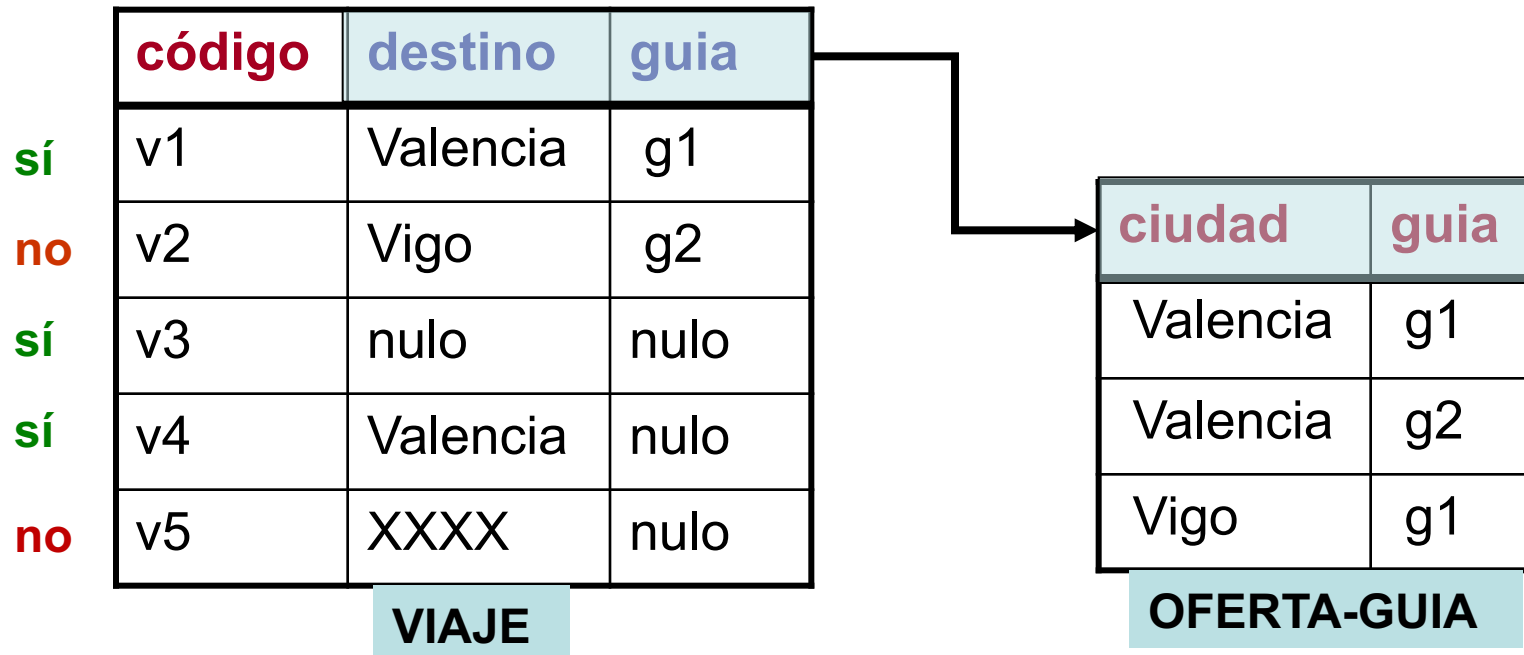 código destino guia
sí v1 Valencia g1
no v2 Vigo g2
sí v3 nulo nulo
sí v4 Valencia nulo
no v5 XXXX nulo
VIAJE
ciudad guia
Valencia g1
Valencia g2
Vigo g1
OFERTA-GUIA